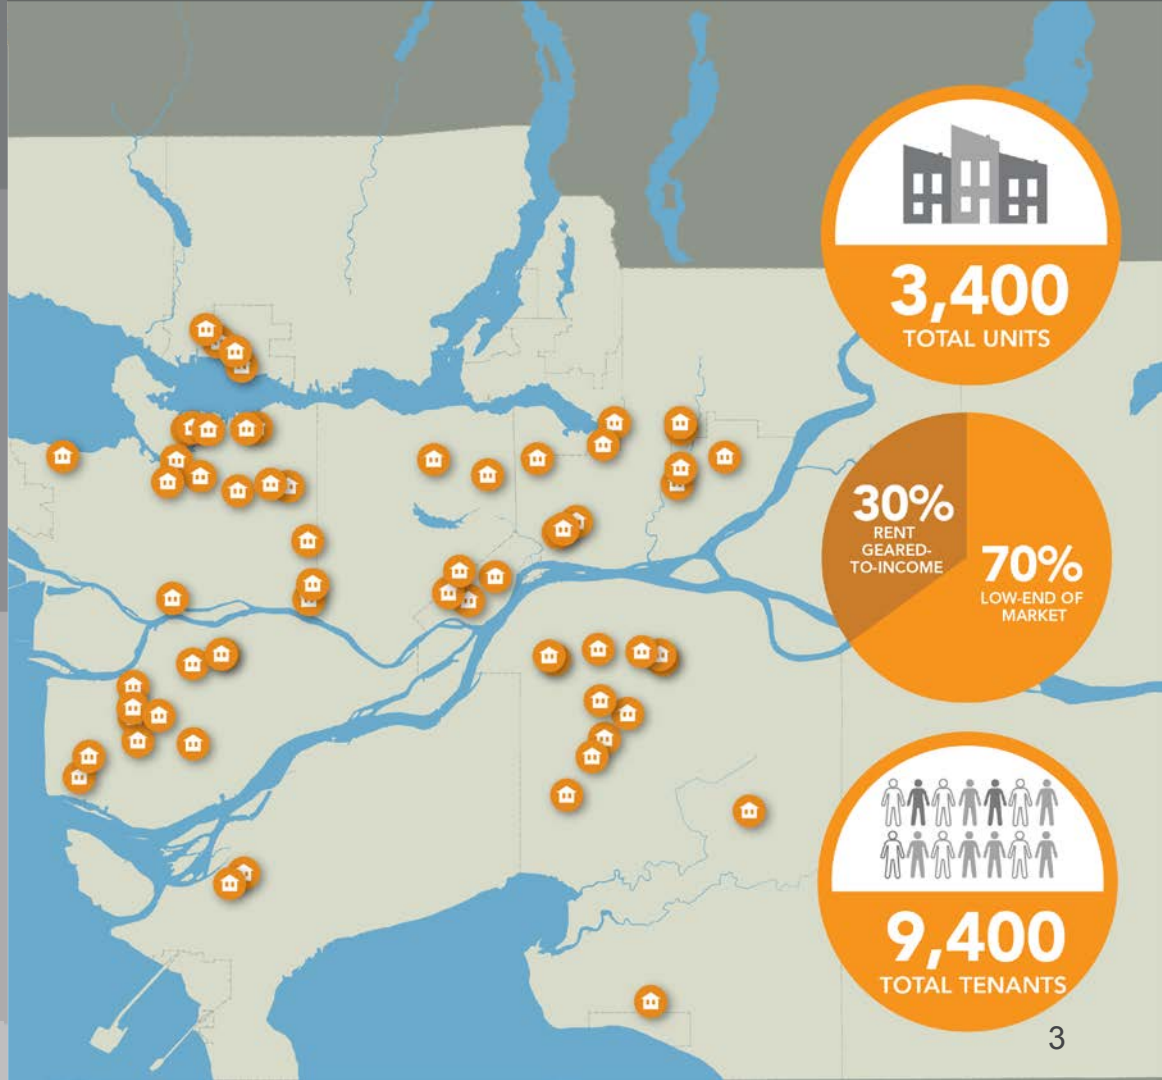 3,400
TOTAL UNITS
30%
RENT
GEARED-
TO-INCOME
70%
LOW-END OF
MARKET
9,400
TOTAL TENANTS
3